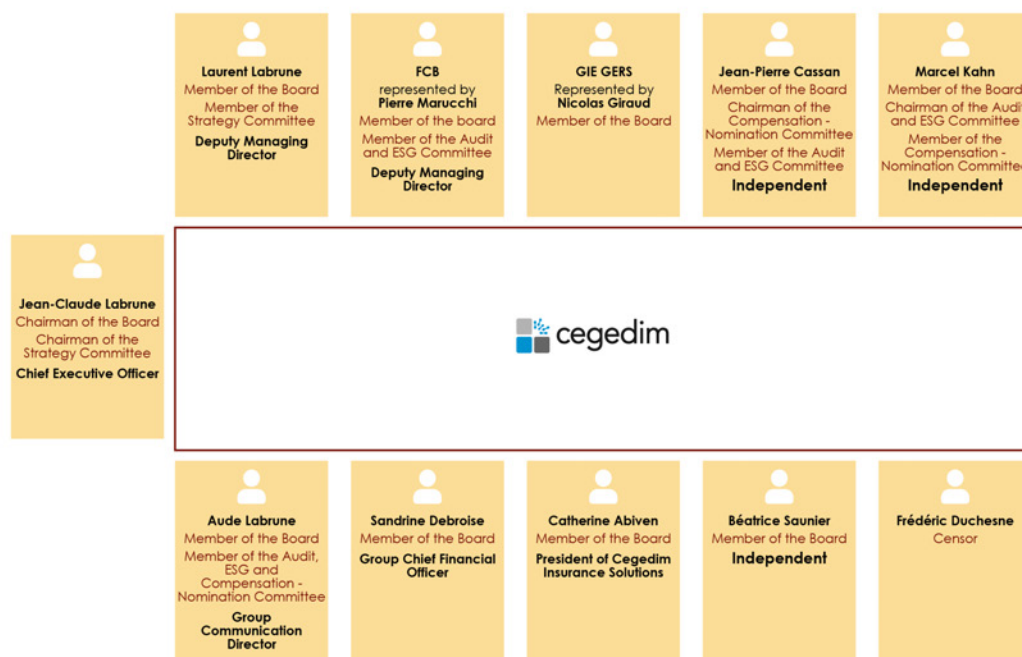 Laurent Labrune
Member of the Board
Member of the
Strategy Committee
Deputy Managing
Director
FCB
represented by
Pierre Marucchi
Member of the board
Member of the Audit
and ESG Committee
Deputy Managing
Director
GIE GERS
Represented by
Nicolas Giraud
Member of the Board
Jean-Pierre Cassan
Member of the Board
Chairman of the
Compensation -
Nomination Committee
Member of the Audit
and ESG Committee
Independent
Marcel Kahn
Member of the Board
Chairman of the Audit
and ESG Committee
Member of the
Compensation -
Nomination Committee
Independent
Jean-Claude Labrune
Chairman of the Board
Chairman of the
Strategy Committee
Chief Executive Officer
cegedim
Aude Labrune
Member of the Board
Member of the Audit,
ESG and
Compensation -
Nomination Committee
Group
Communication
Director
Sandrine Debroise
Member of the Board
Group Chief Financial
Officer
Catherine Abiven
Member of the Board
President of Cegedim
Insurance Solutions
Béatrice Saunier
Member of the Board
Independent
Frédéric Duchesne
Censor